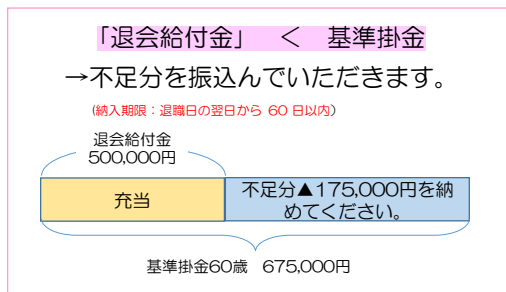 「退会給付金」 ＜ 基準掛金
→不足分を振込んでいただきます。
(納入期限：退職日の翌日から 60 日以内)
退会給付金
500,000円
充当
不足分▲175,000円を納
めてください。
基準掛金60歳 675,000円